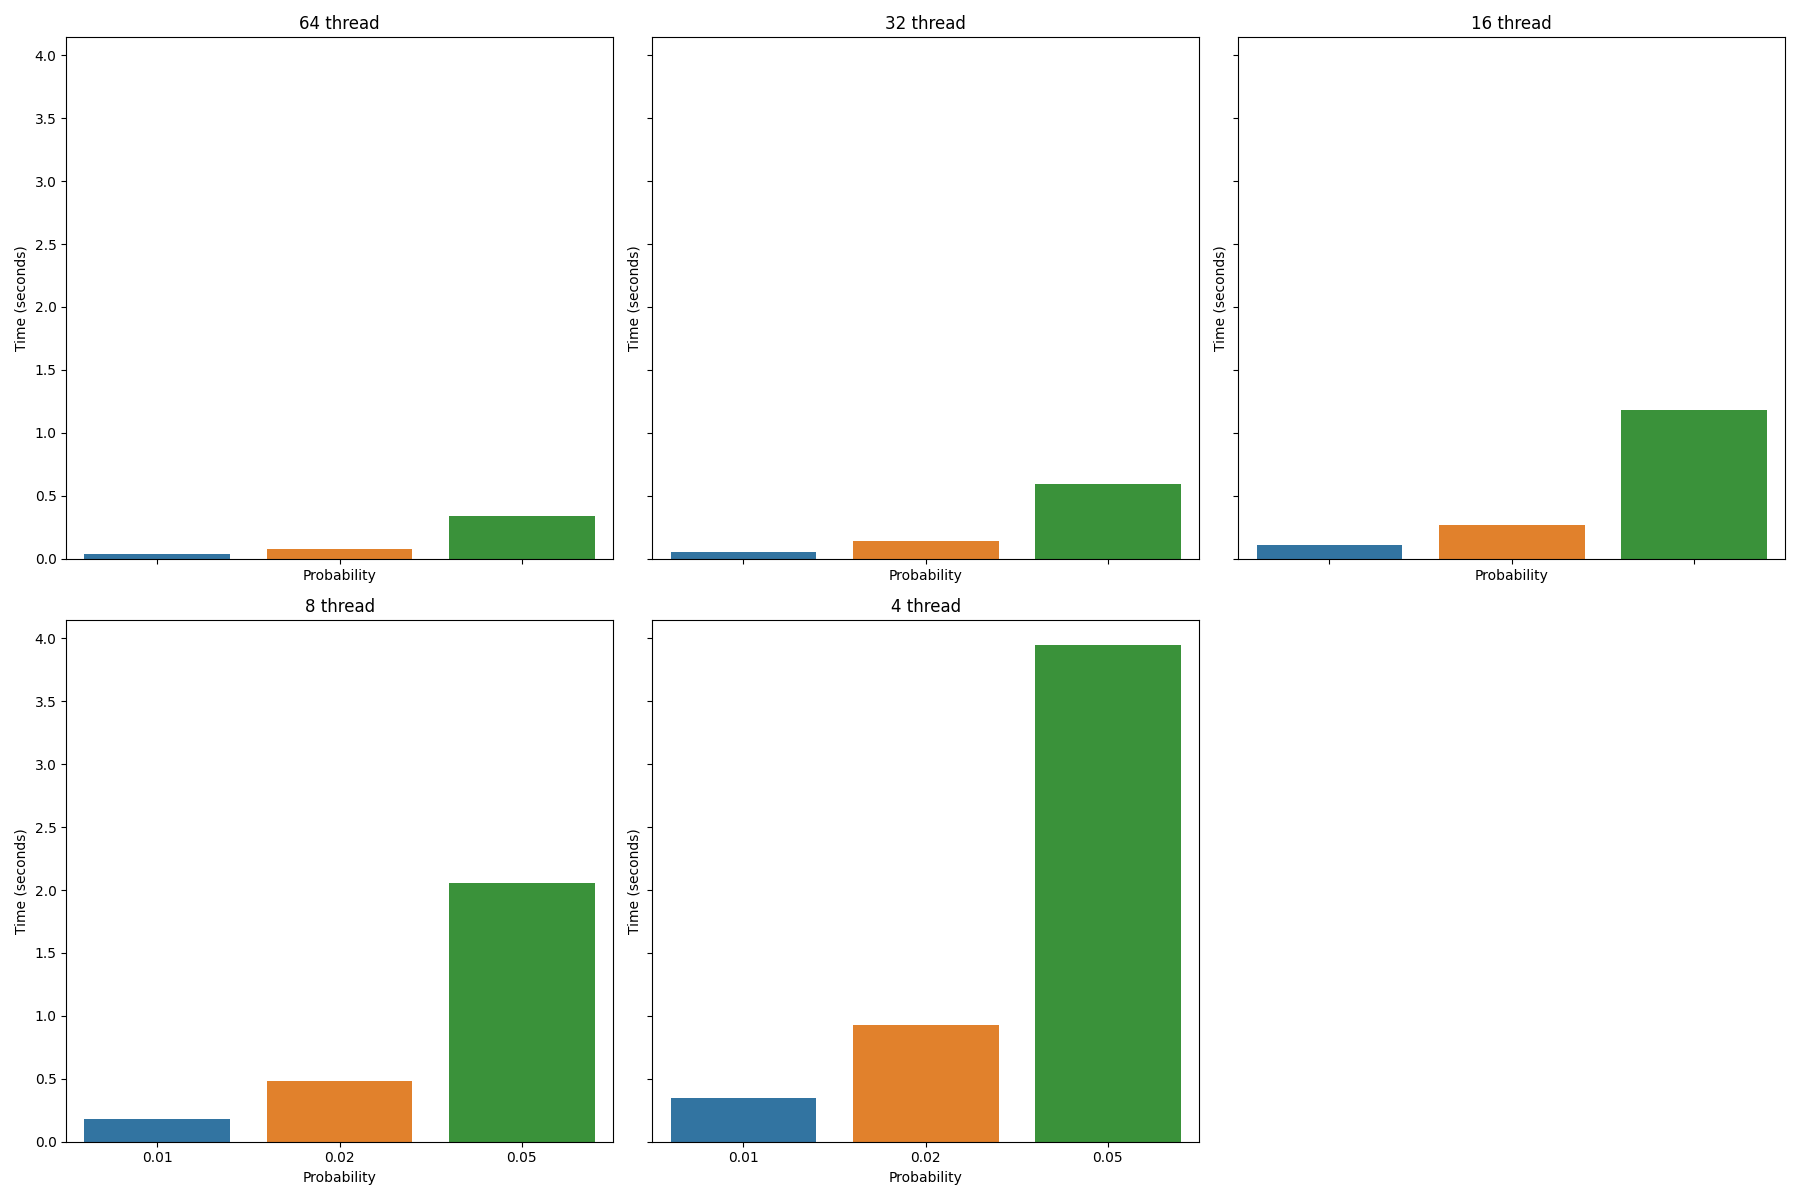 64 thread
4.0
3.5
3.0
2.5
2.0
1.5
1.0
0.5
0.0
Time (seconds)
Probability
32 thread
Time (seconds)
Probability
16 thread
Time (seconds)
Probability
8 thread
4.0
3.5
3.0
2.5
2.0
1.5
1.0
0.5
0.0
Time (seconds)
0.01 0.02 0.05
Probability
4 thread
Time (seconds)
0.01 0.02 0.05
Probability